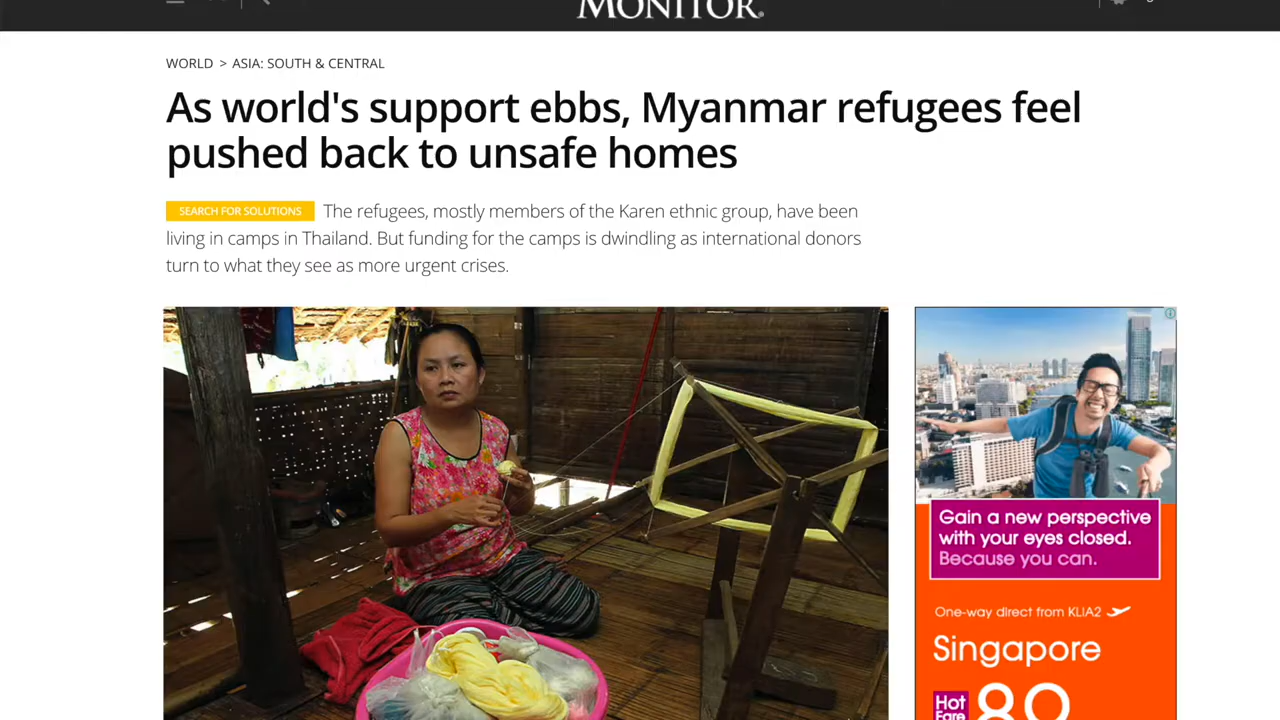 MONITOR
WORLD > ASIA: SOUTH & CENTRAL
As world's support ebbs, Myanmar refugees feel
pushed back to unsafe homes
SEARCH FOR SOLUTIONS The refugees, mostly members of the Karen ethnic group, have been
living in camps in Thailand. But funding for the camps is dwindling as international donors
turn to what they see as more urgent crises.
Gain a new perspective
with your eyes closed.
Because you can.
One-way direct from KLIA2
Singapore
Hot
Fare
89